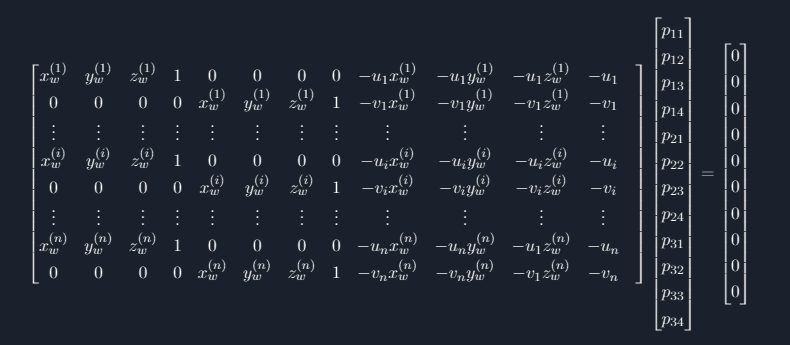 x_w^{(1)} y_w^{(1)} z_w^{(1)} 1 0 0 0 0 −u_1x_w^{(1)} −u_1y_w^{(1)} −u_1z_w^{(1)} −u_1
0 0 0 0 x_w^{(1)} y_w^{(1)} z_w^{(1)} 1 −v_1x_w^{(1)} −v_1y_w^{(1)} −v_1z_w^{(1)} −v_1
⋮ ⋮ ⋮ ⋮ ⋮ ⋮ ⋮ ⋮ ⋮ ⋮ ⋮ ⋮
x_w^{(i)} y_w^{(i)} z_w^{(i)} 1 0 0 0 0 −u_ix_w^{(i)} −u_iy_w^{(i)} −u_iz_w^{(i)} −u_i
0 0 0 0 x_w^{(i)} y_w^{(i)} z_w^{(i)} 1 −v_ix_w^{(i)} −v_iy_w^{(i)} −v_iz_w^{(i)} −v_i
⋮ ⋮ ⋮ ⋮ ⋮ ⋮ ⋮ ⋮ ⋮ ⋮ ⋮ ⋮
x_w^{(n)} y_w^{(n)} z_w^{(n)} 1 0 0 0 0 −u_nx_w^{(n)} −u_ny_w^{(n)} −u_1z_w^{(n)} −u_n
0 0 0 0 x_w^{(n)} y_w^{(n)} z_w^{(n)} 1 −v_nx_w^{(n)} −v_ny_w^{(n)} −v_1z_w^{(n)} −v_n
p_{11}
p_{12}
p_{13}
p_{14}
p_{21}
p_{22}
p_{23}
p_{24}
p_{31}
p_{32}
p_{33}
p_{34}
=
0
0
0
0
0
0
0
0
0
0